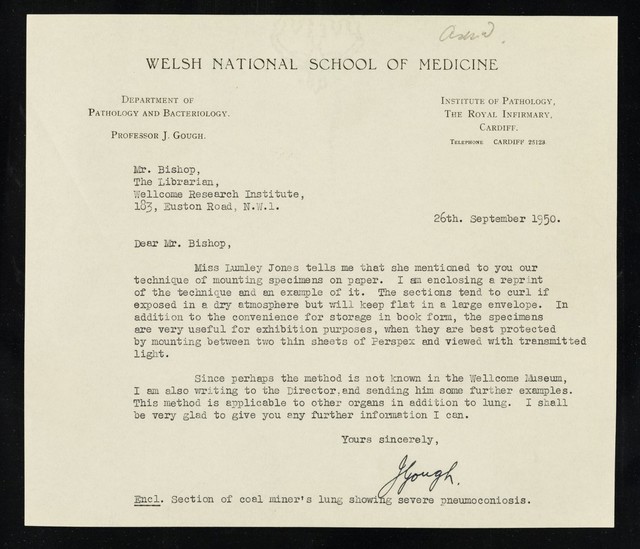 Welsh National School of Medicine
Department of
Pathology and Bacteriology.
Professor J. Gough.
Institute of Pathology,
The Royal Infirmary,
Cardiff.
Telephone Cardiff 25129
Mr. Bishop,
The Librarian,
Wellcome Research Institute,
183, Euston Road, N.W.1.
26th. September 1950.
Dear Mr. Bishop,
Miss Lumley Jones tells me that she mentioned to you our
technique of mounting specimens on paper. I am enclosing a reprint
of the technique and an example of it. The sections tend to curl if
exposed in a dry atmosphere but will keep flat in a large envelope. In
addition to the convenience for storage in book form, the specimens
are very useful for exhibition purposes, when they are best protected
by mounting between two thin sheets of Perspex and viewed with transmitted
light.
Since perhaps the method is not known in the Wellcome Museum,
I am also writing to the Director,and sending him some further examples.
This method is applicable to other organs in addition to lung. I shall
be very glad to give you any further information I can.
Yours sincerely,
JGough.
Encl. Section of coal miner's lung showing severe pneumoconiosis.